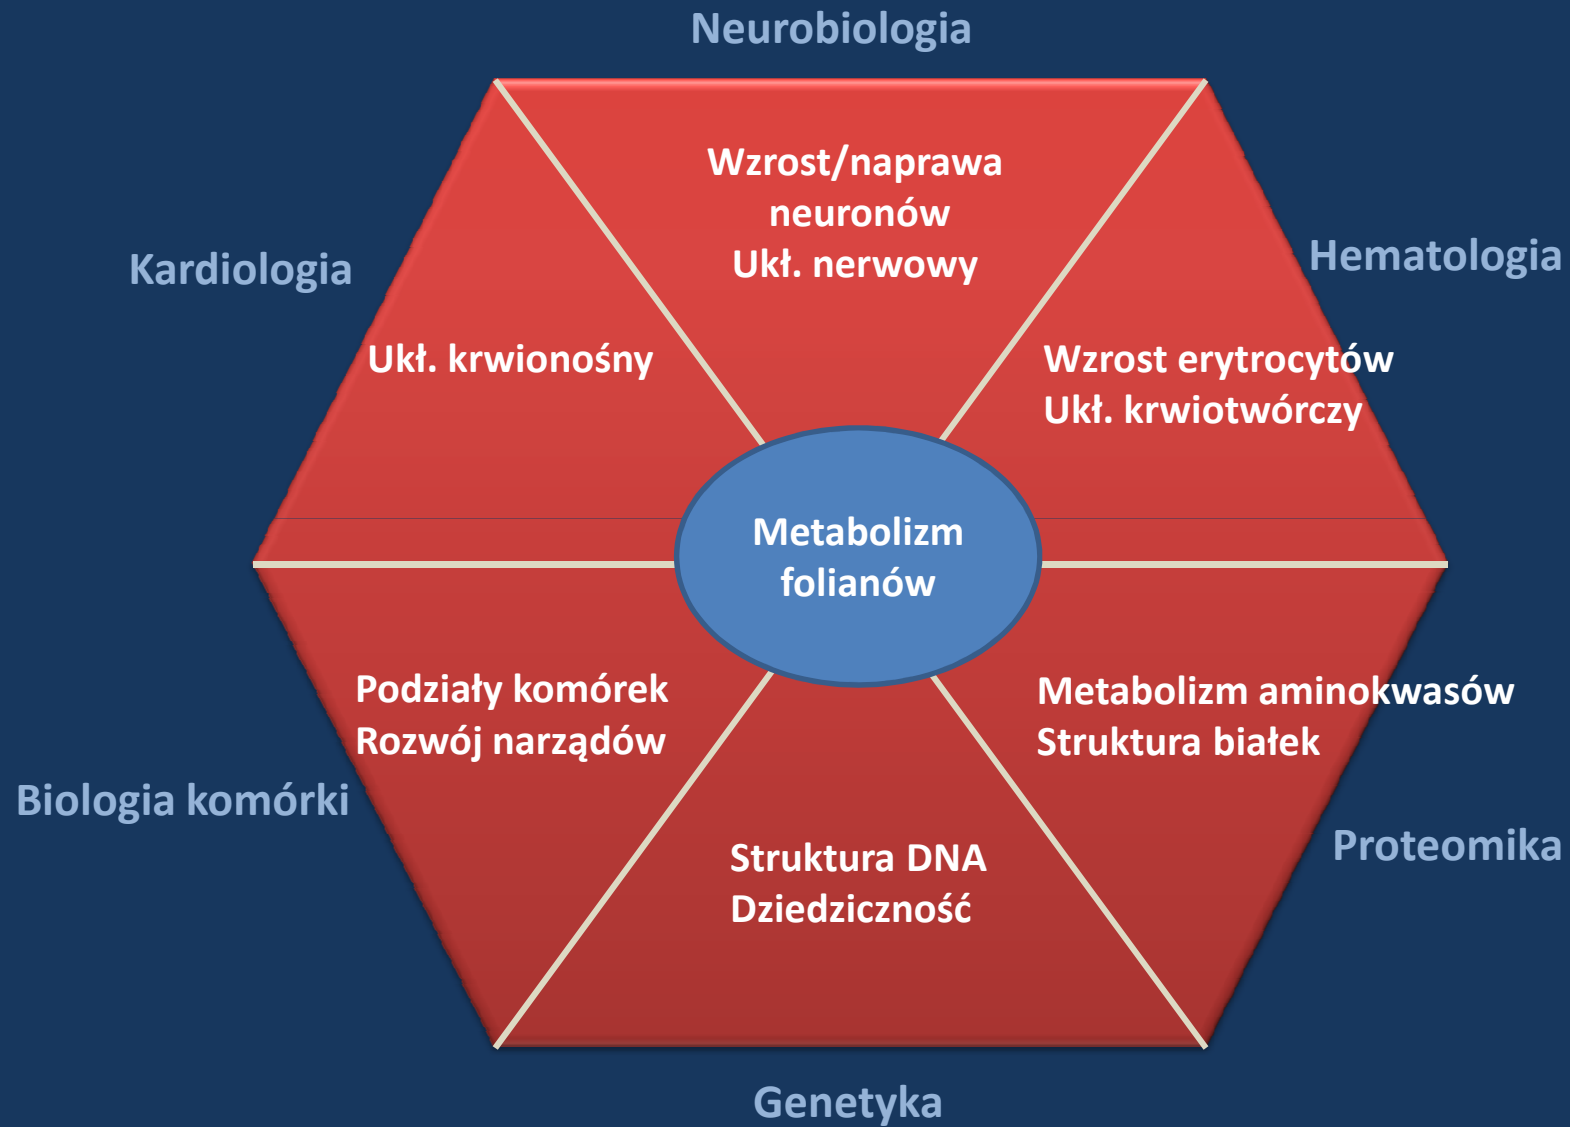 Neurobiologia
Wzrost/naprawa
neuronów
Ukł. nerwowy
Kardiologia
Hematologia
Ukł. krwionośny
Wzrost erytrocytów
Ukł. krwiotwórczy
Metabolizm
folianów
Podziały komórek
Rozwój narządów
Metabolizm aminokwasów
Struktura białek
Biologia komórki
Proteomika
Struktura DNA
Dziedziczność
Genetyka